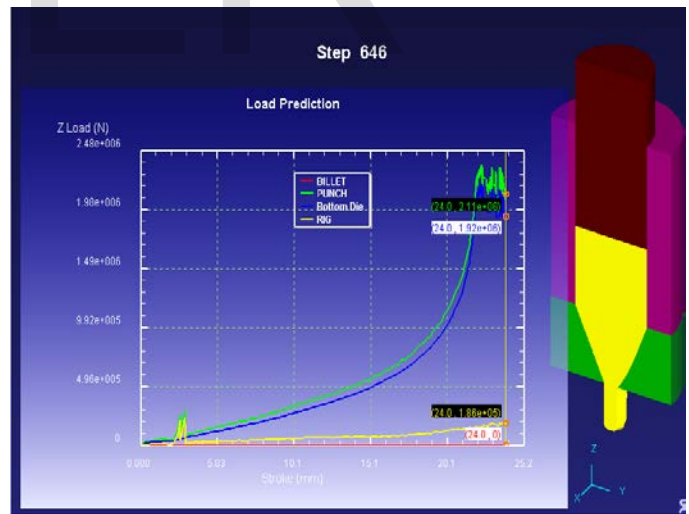 Step 646
Load Prediction
Z Load (N)
2.48e+006
1.98e+006
1.49e+006
9.92e+005
4.96e+005
0
BILLET
PUNCH
Bottom Die
RIG
(24.0, 2.11e+06)
(24.0, 1.92e+06)
(24.0, 1.86e+05)
(24.0, 0)
0.000 5.03 10.1 15.1 20.1 25.2
Stroke (mm)
Z
X Y